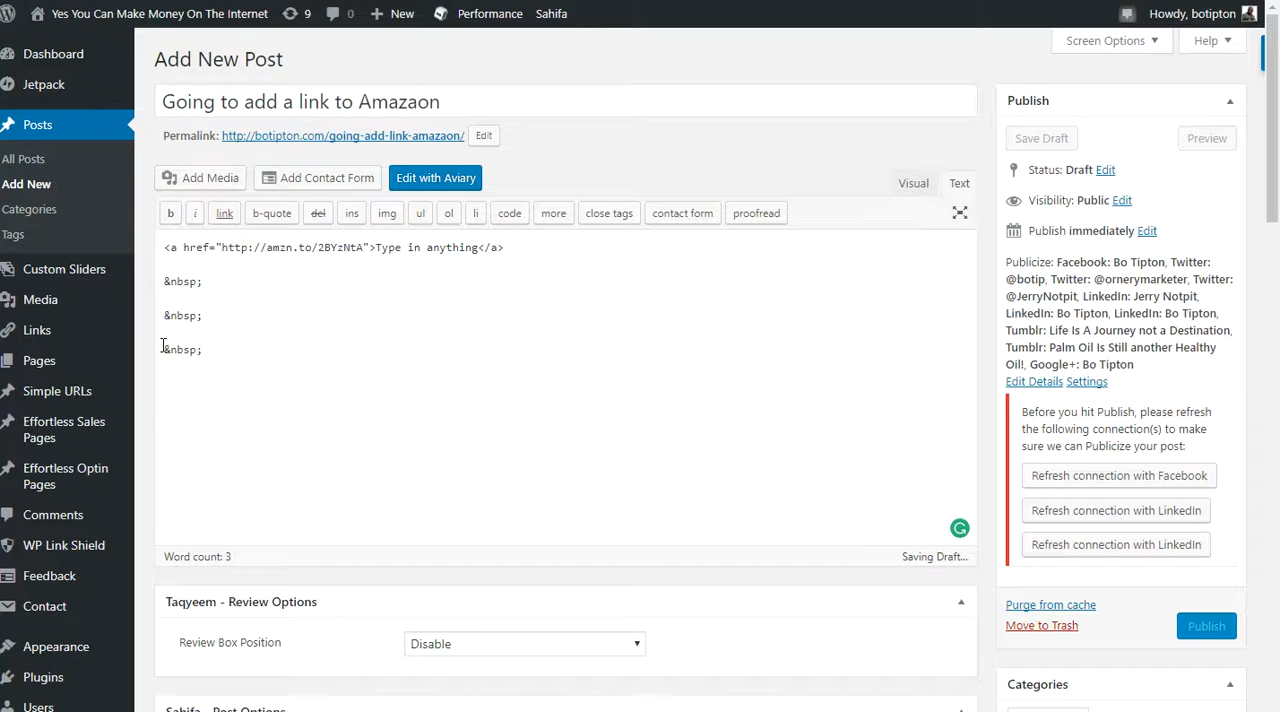 Yes You Can Make Money On The Internet 9 0 New Performance Sahifa Howdy, botipton
Screen Options Help
Dashboard
Jetpack
Posts
All Posts
Add New
Categories
Tags
Custom Sliders
Media
Links
Pages
Simple URLs
Effortless Sales
Pages
Effortless Optin
Pages
Comments
WP Link Shield
Feedback
Contact
Appearance
Plugins
Users
Add New Post
Going to add a link to Amazaon
Permalink: http://botipton.com/going-add-link-amazaon/ Edit
Add Media Add Contact Form Edit with Aviary Visual Text
b i link b-quote del ins img ul ol li code more close tags contact form proofread
<a href="http://amzn.to/2BYzNtA">Type in anything</a>
&nbsp;
&nbsp;
&nbsp;
Word count: 3 Saving Draft...
Taqyeem - Review Options
Review Box Position Disable
Sahifa - Post Options
Publish
Save Draft Preview
Status: Draft Edit
Visibility: Public Edit
Publish immediately Edit
Publicize: Facebook: Bo Tipton, Twitter:
@botip, Twitter: @ornerymarketer, Twitter:
@JerryNotpit, LinkedIn: Jerry Notpit,
LinkedIn: Bo Tipton, LinkedIn: Bo Tipton,
Tumblr: Life Is A Journey not a Destination,
Tumblr: Palm Oil Is Still another Healthy
Oil!, Google+: Bo Tipton
Edit Details Settings
Before you hit Publish, please refresh
the following connection(s) to make
sure we can Publicize your post:
Refresh connection with Facebook
Refresh connection with LinkedIn
Refresh connection with LinkedIn
Purge from cache
Move to Trash Publish
Categories